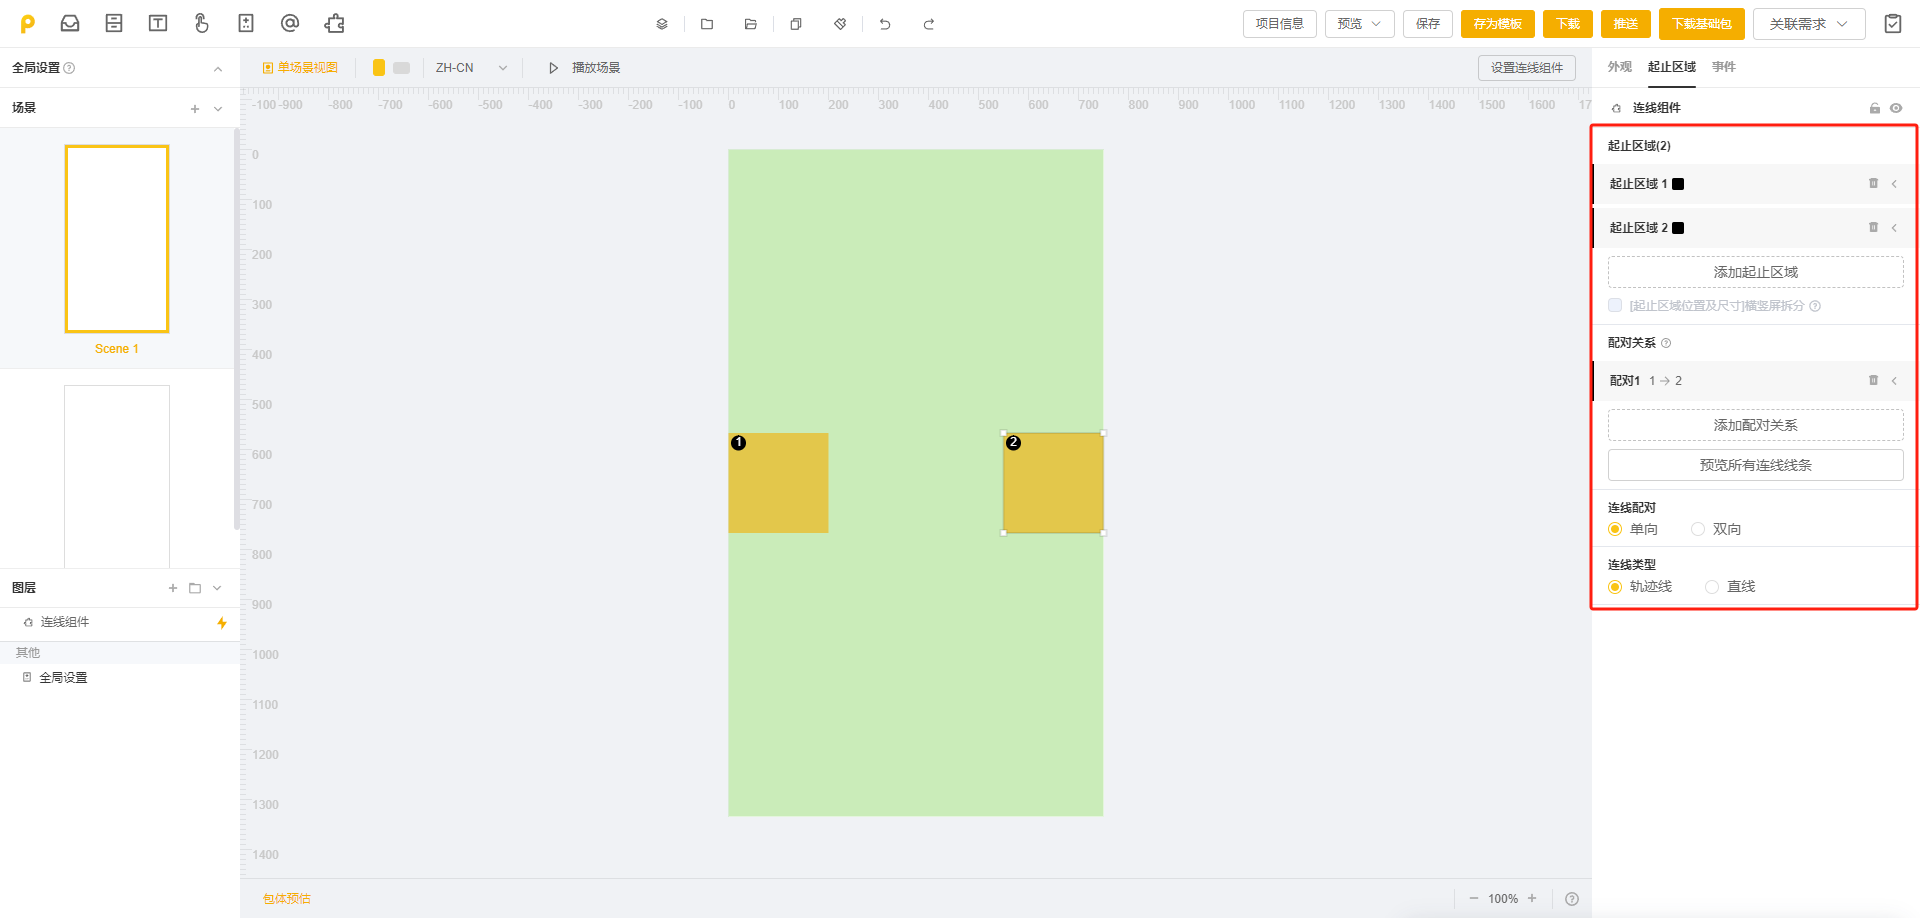 项目信息
预览
保存
存为模板
下载
推送
下载基础包
关联需求
全局设置
单场景视图
ZH-CN
播放场景
设置连线组件
外观
起止区域
事件
场景
-100 -900 -800 -700 -600 -500 -400 -300 -200 -100 0 100 200 300 400 500 600 700 800 900 1000 1100 1200 1300 1400 1500 1600 17
连线组件
0
100
200
300
400
500
600
700
800
900
1000
1100
1200
1300
1400
1
2
Scene 1
起止区域(2)
起止区域 1
起止区域 2
添加起止区域
[起止区域位置及尺寸]横竖屏拆分
配对关系
配对1 1 → 2
添加配对关系
预览所有连线线条
连线配对
单向
双向
连线类型
轨迹线
直线
图层
连线组件
其他
全局设置
包体预估
100%